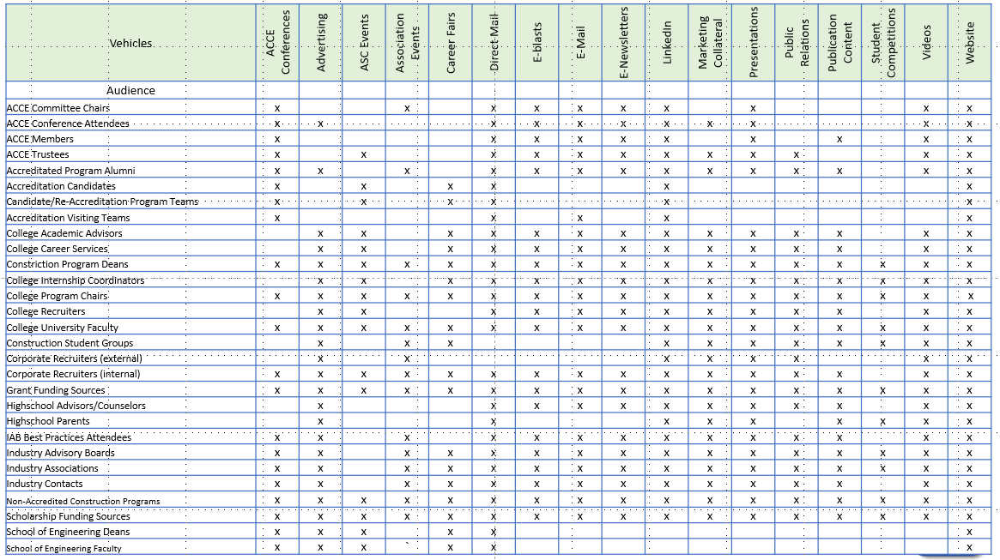 Vehicles ACCE Conferences Advertising ASC Events Association Events Career Fairs Direct Mail E-blasts E-Mail E-Newsletters LinkedIn Marketing Collateral Presentations Public Relations Publication Content Student Competitions Videos Website
Audience
ACCE Committee Chairs x x x x x x x x x x
ACCE Conference Attendees x x x x x x x x x x x
ACCE Members x x x x x x x x x x
ACCE Trustees x x x x x x x x x x x x
Accreditated Program Alumni x x x x x x x x x x x x x x
Accreditation Candidates x x x x x x
Candidate/Re-Accreditation Program Teams x x x x x x
Accreditation Visiting Teams x x x x x
College Academic Advisors x x x x x x x x x x x x x x
College Career Services x x x x x x x x x x x x x x
Constriction Program Deans x x x x x x x x x x x x x x x x x
College Internship Coordinators x x x x x x x x x x x x x x x x
College Program Chairs x x x x x x x x x x x x x x x x x
College Recruiters x x x x x x x x x x x x x
College University Faculty x x x x x x x x x x x x x x x x x
Construction Student Groups x x x x x x x x x x x
Corporate Recruiters (external) x x x x x x x x
Corporate Recruiters (internal) x x x x x x x x x x x x x x x x
Grant Funding Sources x x x x x x x x x x x x x x x x x
Highschool Advisors/Counselors x x x x x x x x x x x x
Highschool Parents x x x x x x x x x
IAB Best Practices Attendees x x x x x x x x x x x x x x
Industry Advisory Boards x x x x x x x x x x x x x x x x
Industry Associations x x x x x x x x x x x x x x x x
Industry Contacts x x x x x x x x x x x x x x x
Non-Accredited Construction Programs x x x x x x x x x x x x x x x x x
Scholarship Funding Sources x x x x x x x x x x x x x x x x x
School of Engineering Deans x x x x x x
School of Engineering Faculty x x x ` x x x